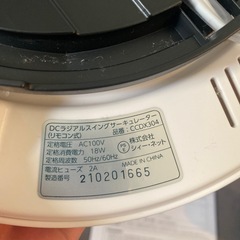 DCラジアルスイングサーキュレーター
(リモコン式) 品番:CCDX304
定格電圧 AC100V
定格消費電力 18W
定格周波数 50Hz/60Hz
電流ヒューズ 2A
株式会社
シィー・ネット
MADE IN CHINA
製造番号 210201665